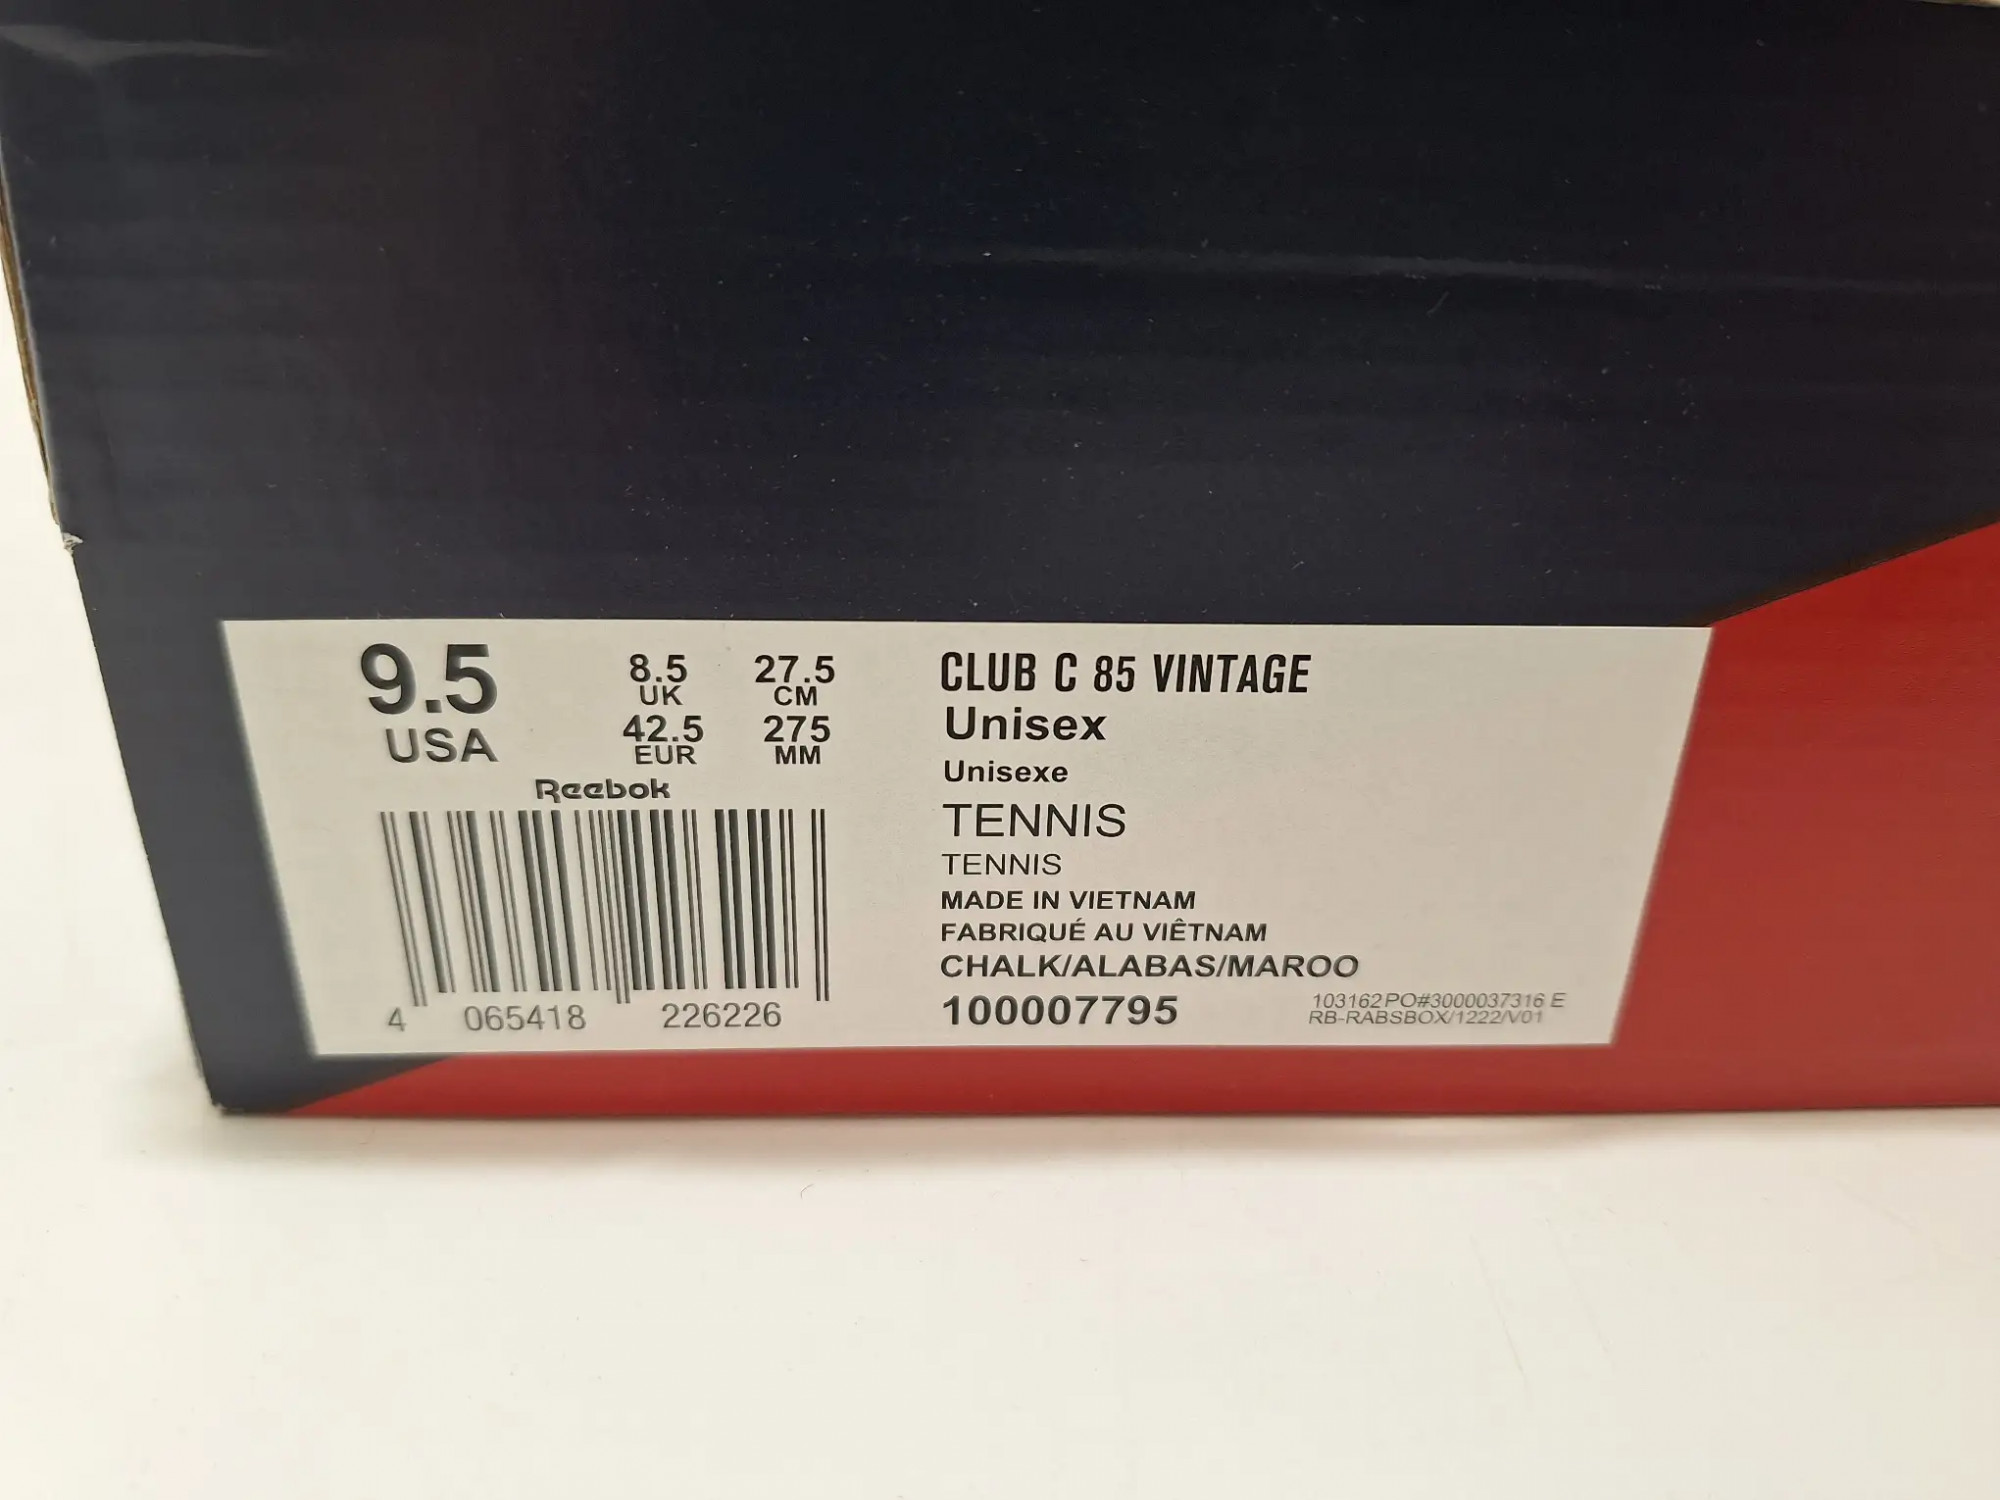 9.5
USA
8.5
UK
42.5
EUR
27.5
CM
275
MM
Reebok
4 065418 226226
CLUB C 85 VINTAGE
Unisex
Unisexe
TENNIS
TENNIS
MADE IN VIETNAM
FABRIQUÉ AU VIÊTNAM
CHALK/ALABAS/MAROO
100007795
103162PO#3000037316 E
RB-RABSBOX/1222/V01